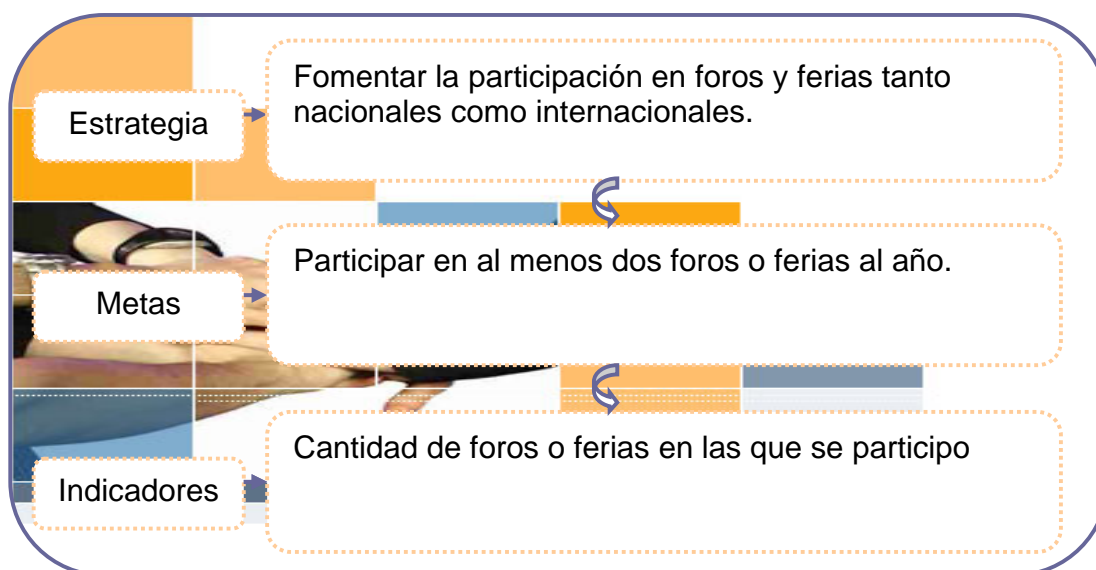 Estrategia
Fomentar la participación en foros y ferias tanto
nacionales como internacionales.
Metas
Participar en al menos dos foros o ferias al año.
Indicadores
Cantidad de foros o ferias en las que se participo